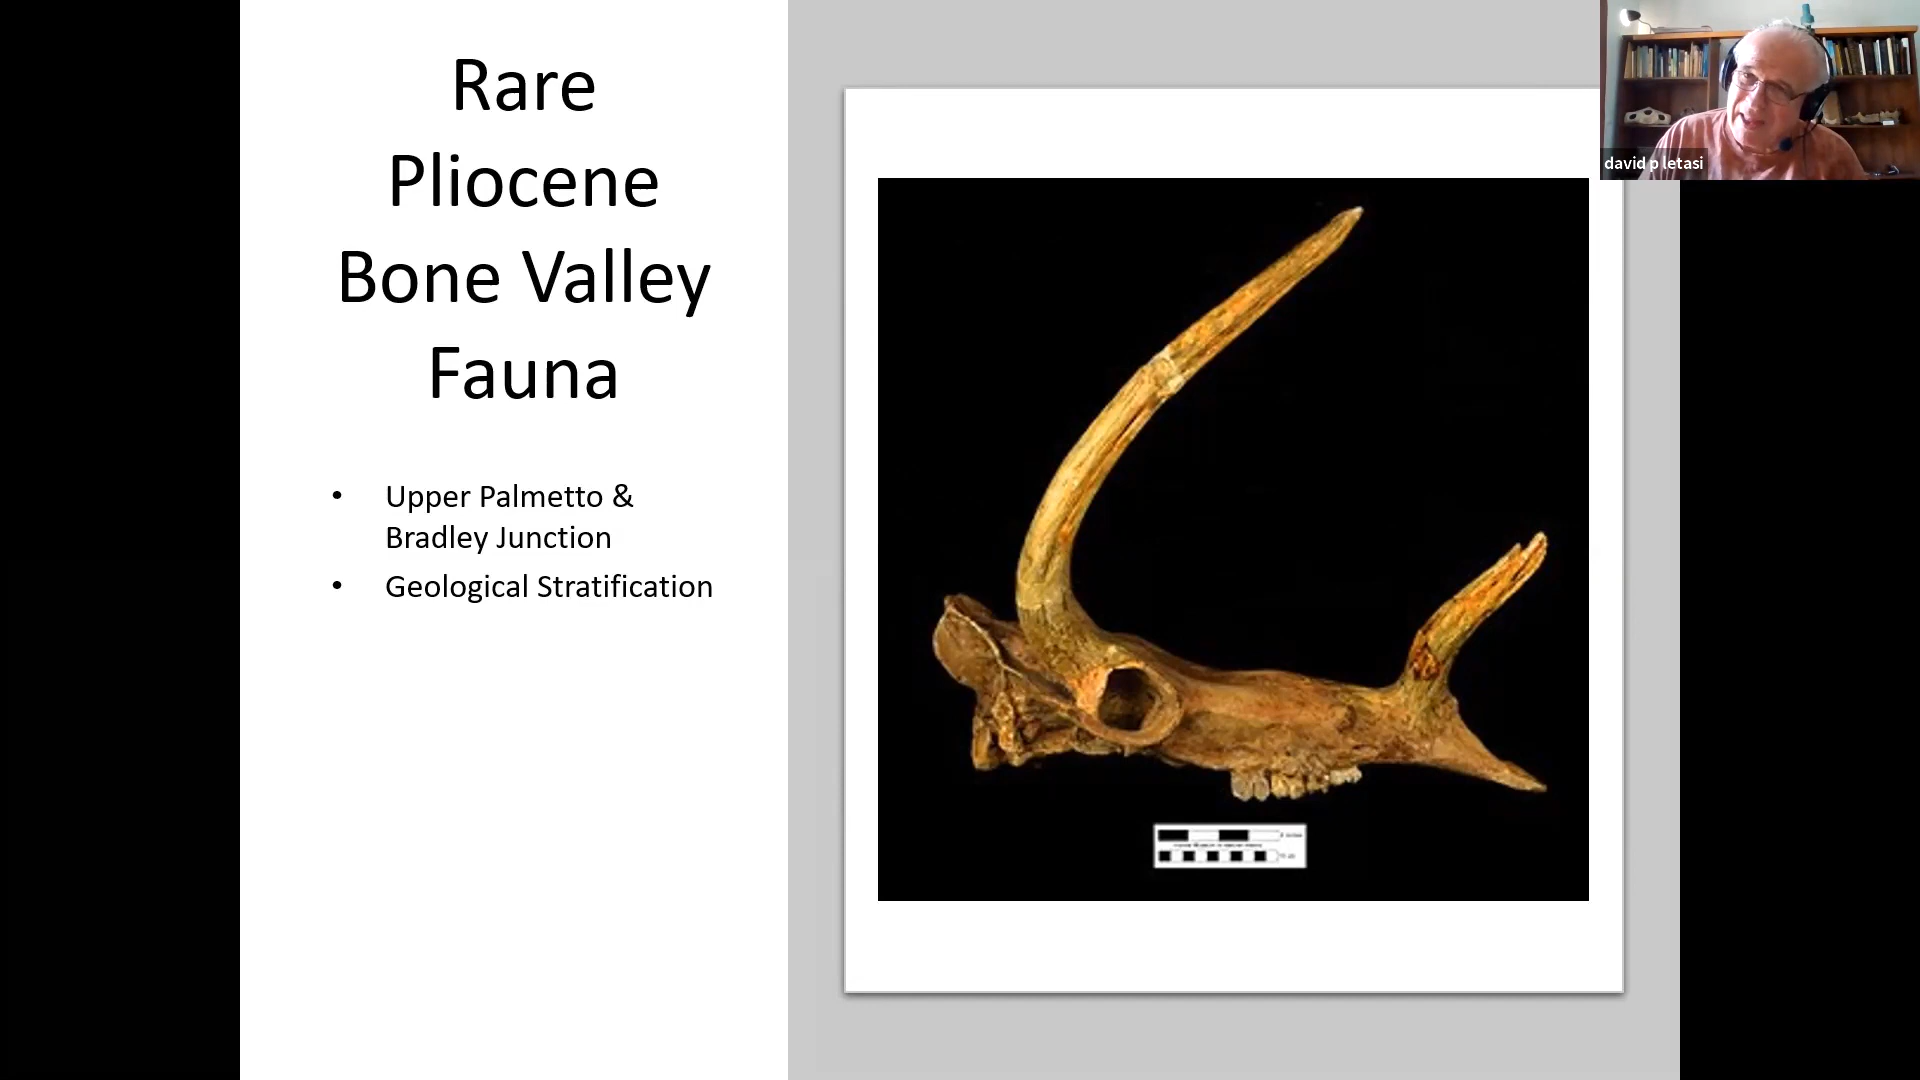 Rare
Pliocene
Bone Valley
Fauna
• Upper Palmetto &
Bradley Junction
• Geological Stratification
david p letasi